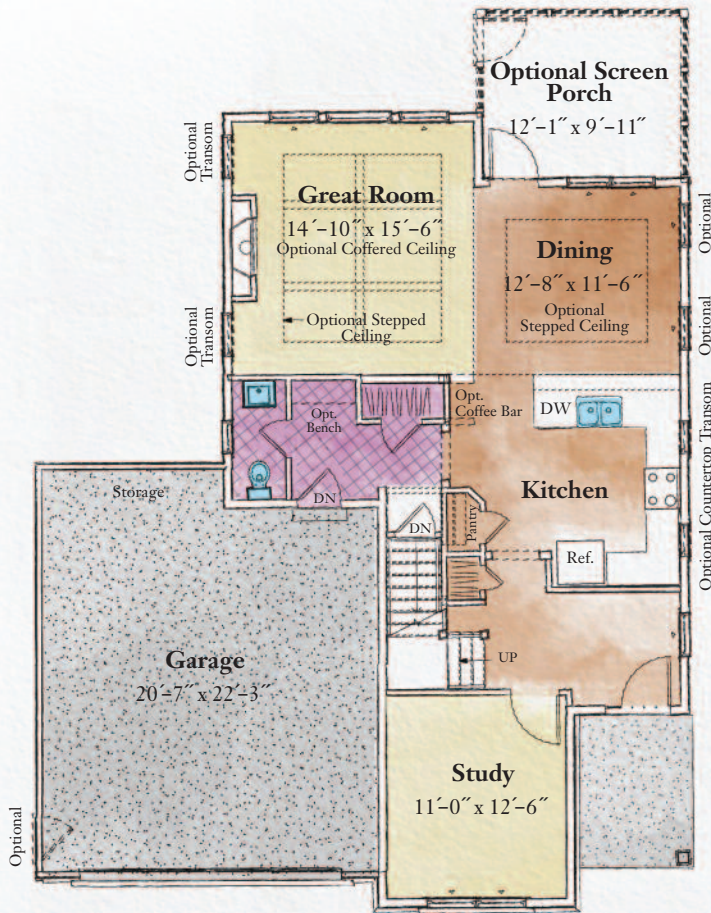 Optional Screen
Porch
12´–1˝ x 9´–11˝
Optional
Transom
Great Room
14´–10˝ x 15´–6˝
Optional Coffered Ceiling
Optional Stepped
Ceiling
Optional
Transom
Dining
12´–8˝ x 11´–6˝
Optional
Stepped Ceiling
Optional
Optional
Opt.
Bench
Opt.
Coffee Bar
DW
Kitchen
Optional Countertop Transom
Storage
DN
DN
Pantry
Ref.
UP
Garage
20´–7˝ x 22´–3˝
Study
11´–0˝ x 12´–6˝
Optional